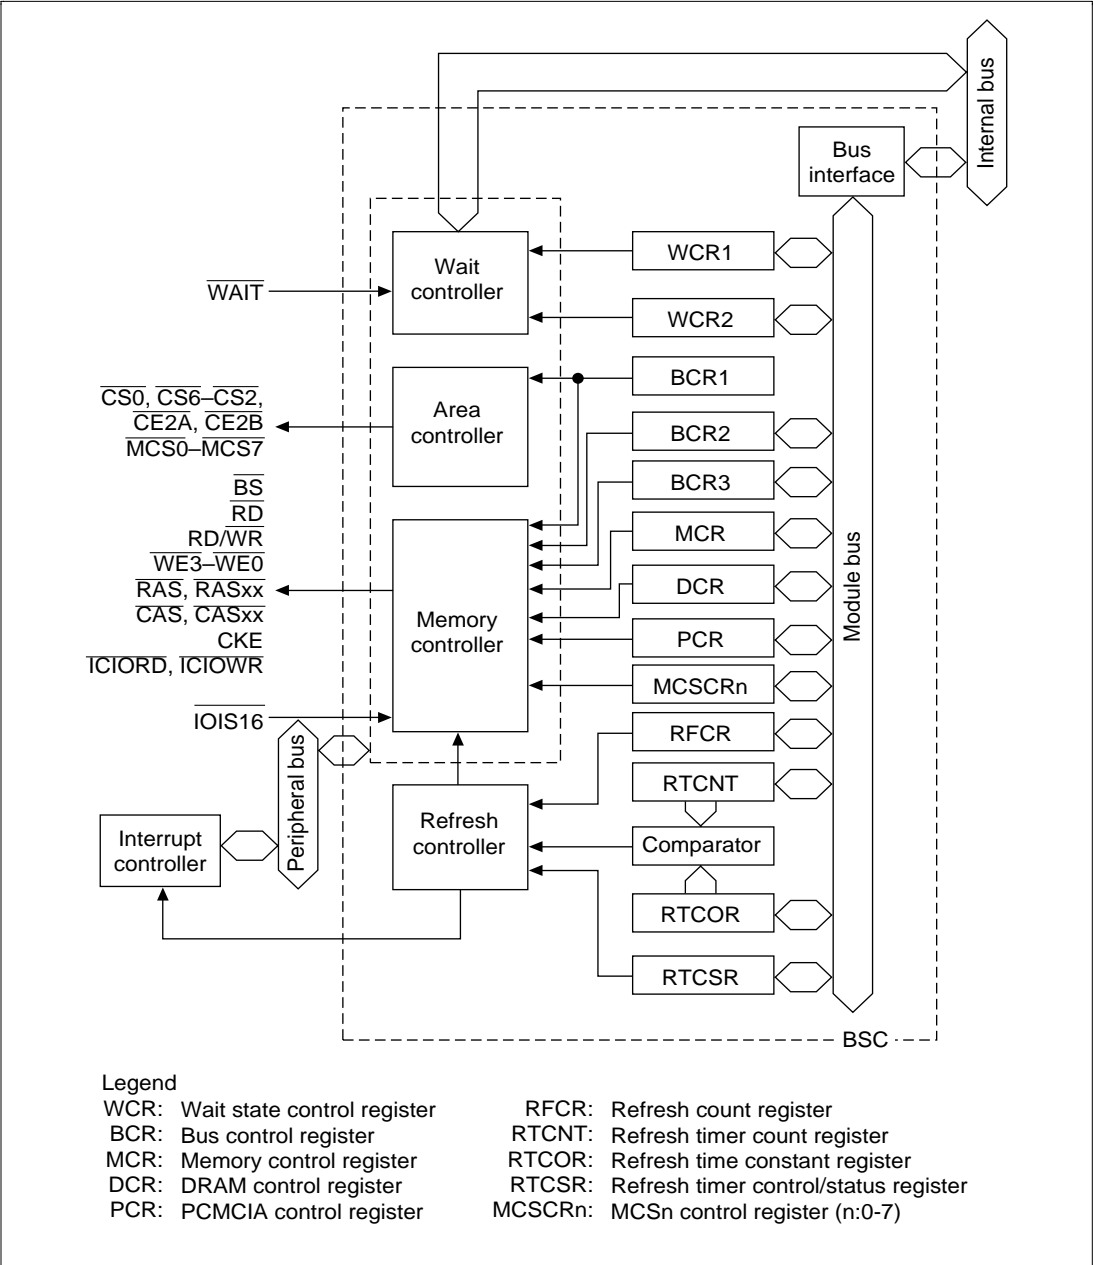 Internal bus
Bus
interface
Wait
controller
WCR1
WAIT
WCR2
BCR1
CS0, CS6–CS2,
CE2A, CE2B
MCS0–MCS7
Area
controller
BCR2
BCR3
BS
RD
RD/WR
WE3–WE0
RAS, RASxx
CAS, CASxx
CKE
ICIORD, ICIOWR
MCR
DCR
Module bus
Memory
controller
PCR
MCSCRn
IOIS16
RFCR
Peripheral bus
RTCNT
Refresh
controller
Interrupt
controller
Comparator
RTCOR
RTCSR
BSC
Legend
WCR: Wait state control register
BCR: Bus control register
MCR: Memory control register
DCR: DRAM control register
PCR: PCMCIA control register
RFCR: Refresh count register
RTCNT: Refresh timer count register
RTCOR: Refresh time constant register
RTCSR: Refresh timer control/status register
MCSCRn: MCSn control register (n:0-7)